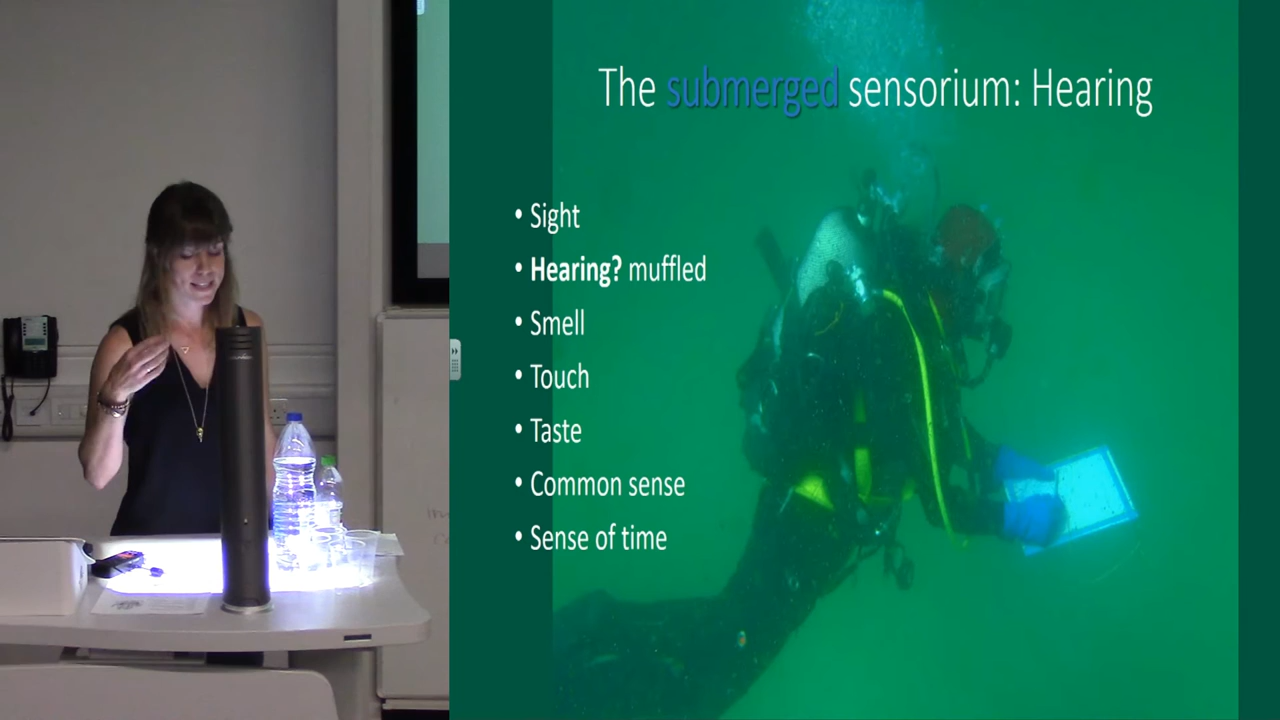 The submerged sensorium: Hearing
• Sight
• Hearing? muffled
• Smell
• Touch
• Taste
• Common sense
• Sense of time